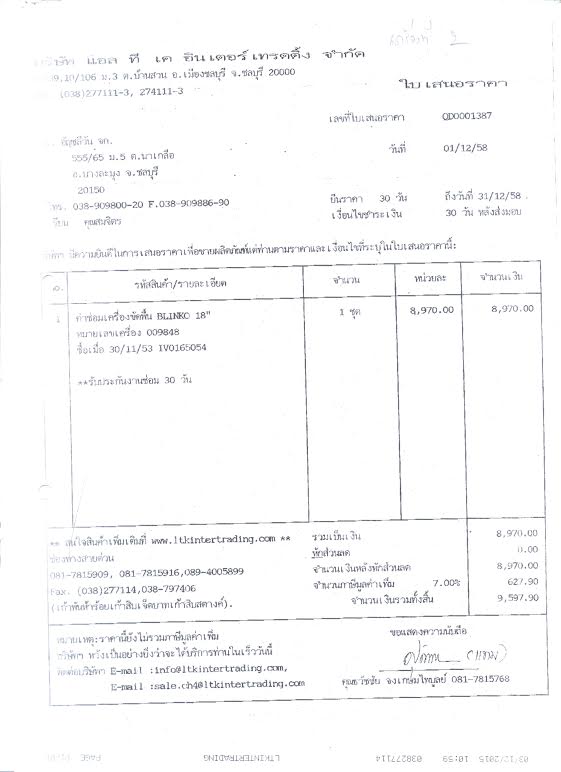 บริษัท แอล ที เค อินเตอร์เทรดดิ้ง จำกัด
39,10/106 ม.3 ต.บ้านสวน อ.เมืองชลบุรี จ.ชลบุรี 20000
(038)277111-3, 274111-3
ใบเสนอราคา
เลขที่ใบเสนอราคา QD0001387
วันที่ 01/12/58
อัญชลีวัน จก.
555/65 ม.5 ต.นาเกลือ
อ.บางละมุง จ.ชลบุรี
20150
โทร. 038-909800-20 F.038-909886-90
เรียน คุณสมจิตร
ยืนราคา 30 วัน ถึงวันที่ 31/12/58
เงื่อนไขชำระเงิน 30 วัน หลังส่งมอบ
มีความยินดีในการเสนอราคาเพื่อขายผลิตภัณฑ์แด่ท่านตามราคาและเงื่อนไขที่ระบุในใบเสนอราคานี้:
รหัสสินค้า/รายละเอียด จำนวน หน่วยละ จำนวนเงิน
1 ค่าซ่อมเครื่องขัดพื้น BLINKO 18" 1 ชุด 8,970.00 8,970.00
หมายเลขเครื่อง 009848
ซื้อเมื่อ 30/11/53 IV0165054
**รับประกันงานซ่อม 30 วัน
** สนใจสินค้าเพิ่มเติมที่ www.ltkintertrading.com **
ช่องทางสายด่วน
081-7815909, 081-7815916,089-4005899
Fax. (038)277114,038-797406
(เก้าพันห้าร้อยเก้าสิบเจ็ดบาทเก้าสิบสตางค์).
รวมเป็นเงิน 8,970.00
หักส่วนลด 0.00
จำนวนเงินหลังหักส่วนลด 8,970.00
จำนวนภาษีมูลค่าเพิ่ม 7.00% 627.90
จำนวนเงินรวมทั้งสิ้น 9,597.90
หมายเหตุ:ราคานี้ยังไม่รวมภาษีมูลค่าเพิ่ม
บริษัทฯ หวังเป็นอย่างยิ่งว่าจะได้บริการท่านในเร็ววันนี้
ติดต่อบริษัทฯ E-mail :info@ltkintertrading.com,
E-mail :sale.ch4@ltkintertrading.com
ขอแสดงความนับถือ
คุณธวัชชัย จงเกษมไพบูลย์ 081-7815768
03/12/2015 10:59 038277114 LTKINTERTRADING PAGE 01/01